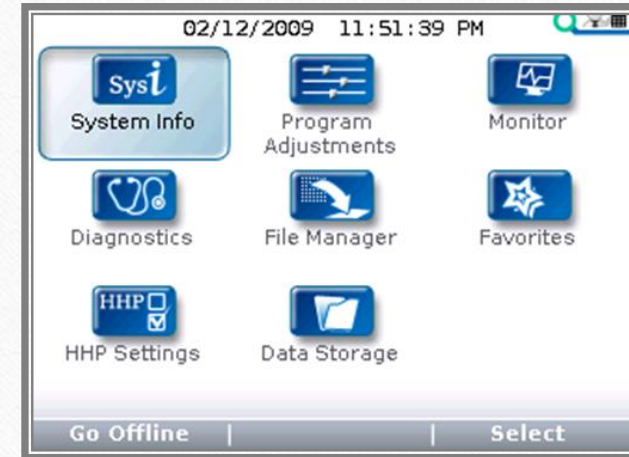 02/12/2009 11:51:39 PM
Sysi
System Info
Program
Adjustments
Monitor
Diagnostics
File Manager
Favorites
HHP
HHP Settings
Data Storage
Go Offline | | Select